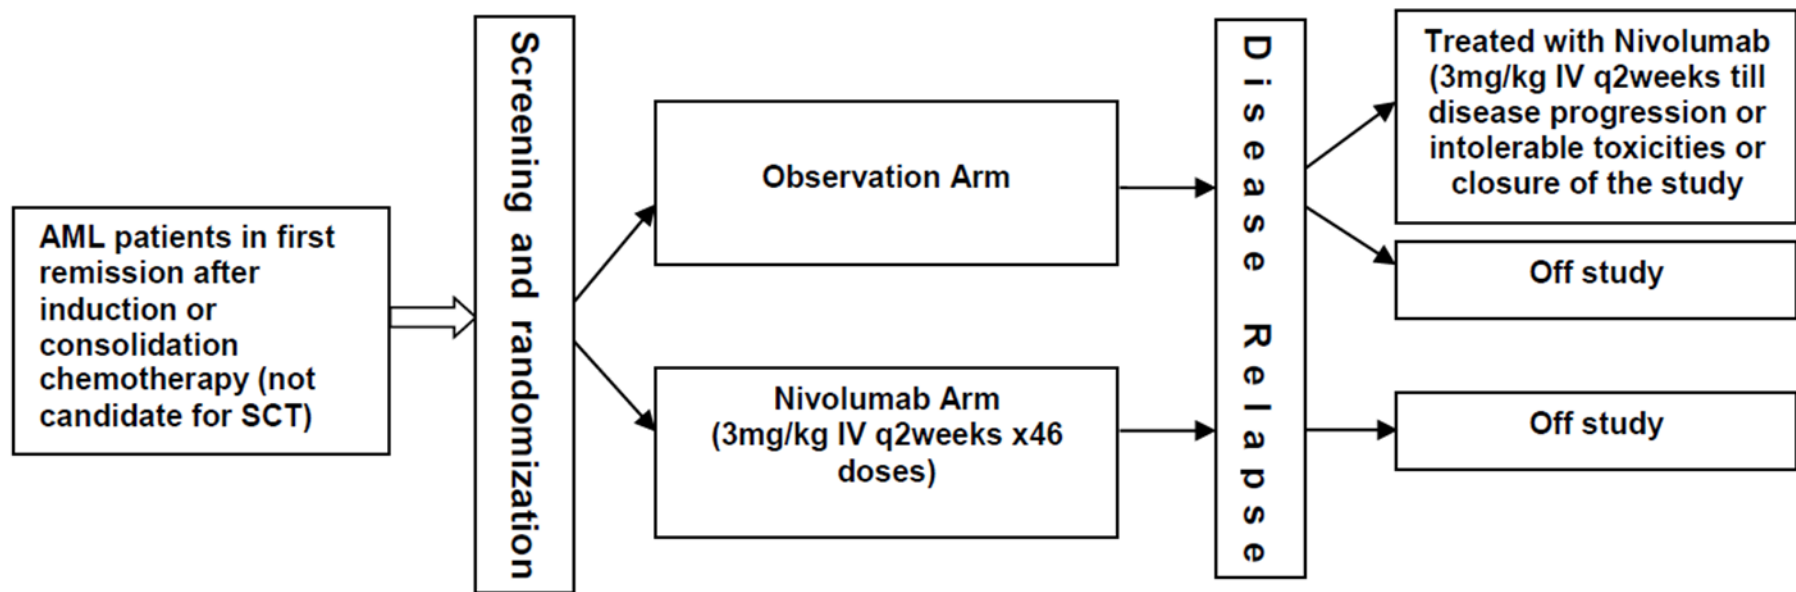 AML patients in first
remission after
induction or
consolidation
chemotherapy (not
candidate for SCT)
Screening and randomization
Observation Arm
Nivolumab Arm
(3mg/kg IV q2weeks x46
doses)
Disease Relapse
Treated with Nivolumab
(3mg/kg IV q2weeks till
disease progression or
intolerable toxicities or
closure of the study
Off study
Off study